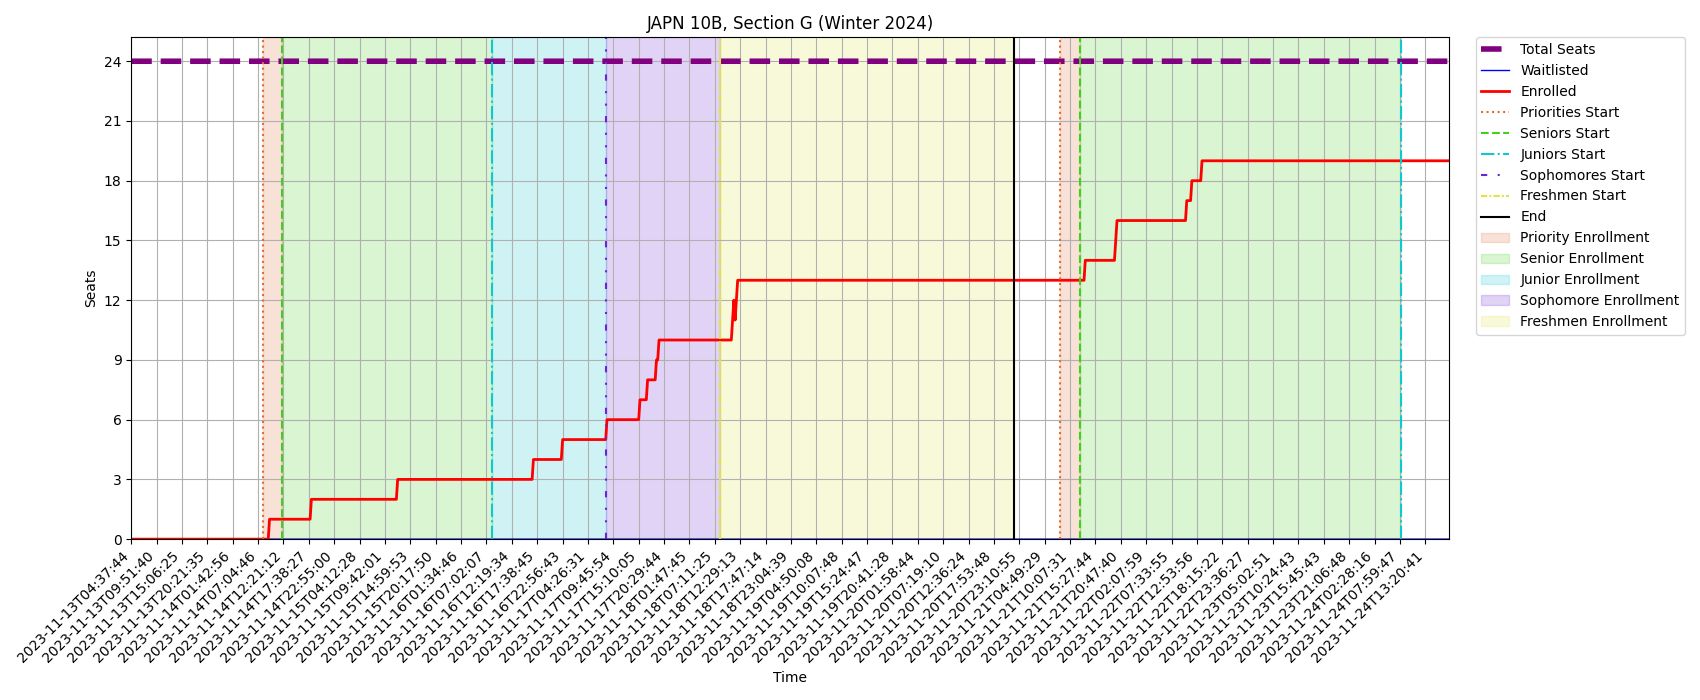 JAPN 10B, Section G (Winter 2024)
Seats
24
21
18
15
12
9
6
3
0
2023-11-13T04:37:44
2023-11-13T09:51:40
2023-11-13T15:06:25
2023-11-13T20:21:35
2023-11-14T01:42:56
2023-11-14T07:04:46
2023-11-14T12:21:12
2023-11-14T17:38:27
2023-11-14T22:55:00
2023-11-15T04:12:28
2023-11-15T09:42:01
2023-11-15T14:59:53
2023-11-15T20:17:50
2023-11-16T01:34:46
2023-11-16T07:02:07
2023-11-16T12:19:34
2023-11-16T17:38:45
2023-11-16T22:56:43
2023-11-17T04:26:31
2023-11-17T09:45:54
2023-11-17T15:10:05
2023-11-17T20:29:44
2023-11-18T01:47:45
2023-11-18T07:11:25
2023-11-18T12:29:13
2023-11-18T17:47:14
2023-11-18T23:04:39
2023-11-19T04:50:08
2023-11-19T10:07:48
2023-11-19T15:24:47
2023-11-19T20:41:28
2023-11-20T01:58:44
2023-11-20T07:19:10
2023-11-20T12:36:24
2023-11-20T17:53:48
2023-11-20T23:10:55
2023-11-21T04:49:29
2023-11-21T10:07:31
2023-11-21T15:27:44
2023-11-21T20:47:40
2023-11-22T02:07:59
2023-11-22T07:33:55
2023-11-22T12:53:56
2023-11-22T18:15:22
2023-11-22T23:36:27
2023-11-23T05:02:51
2023-11-23T10:24:43
2023-11-23T15:45:43
2023-11-23T21:06:48
2023-11-24T02:28:16
2023-11-24T07:59:47
2023-11-24T13:20:41
Time
Total Seats
Waitlisted
Enrolled
Priorities Start
Seniors Start
Juniors Start
Sophomores Start
Freshmen Start
End
Priority Enrollment
Senior Enrollment
Junior Enrollment
Sophomore Enrollment
Freshmen Enrollment